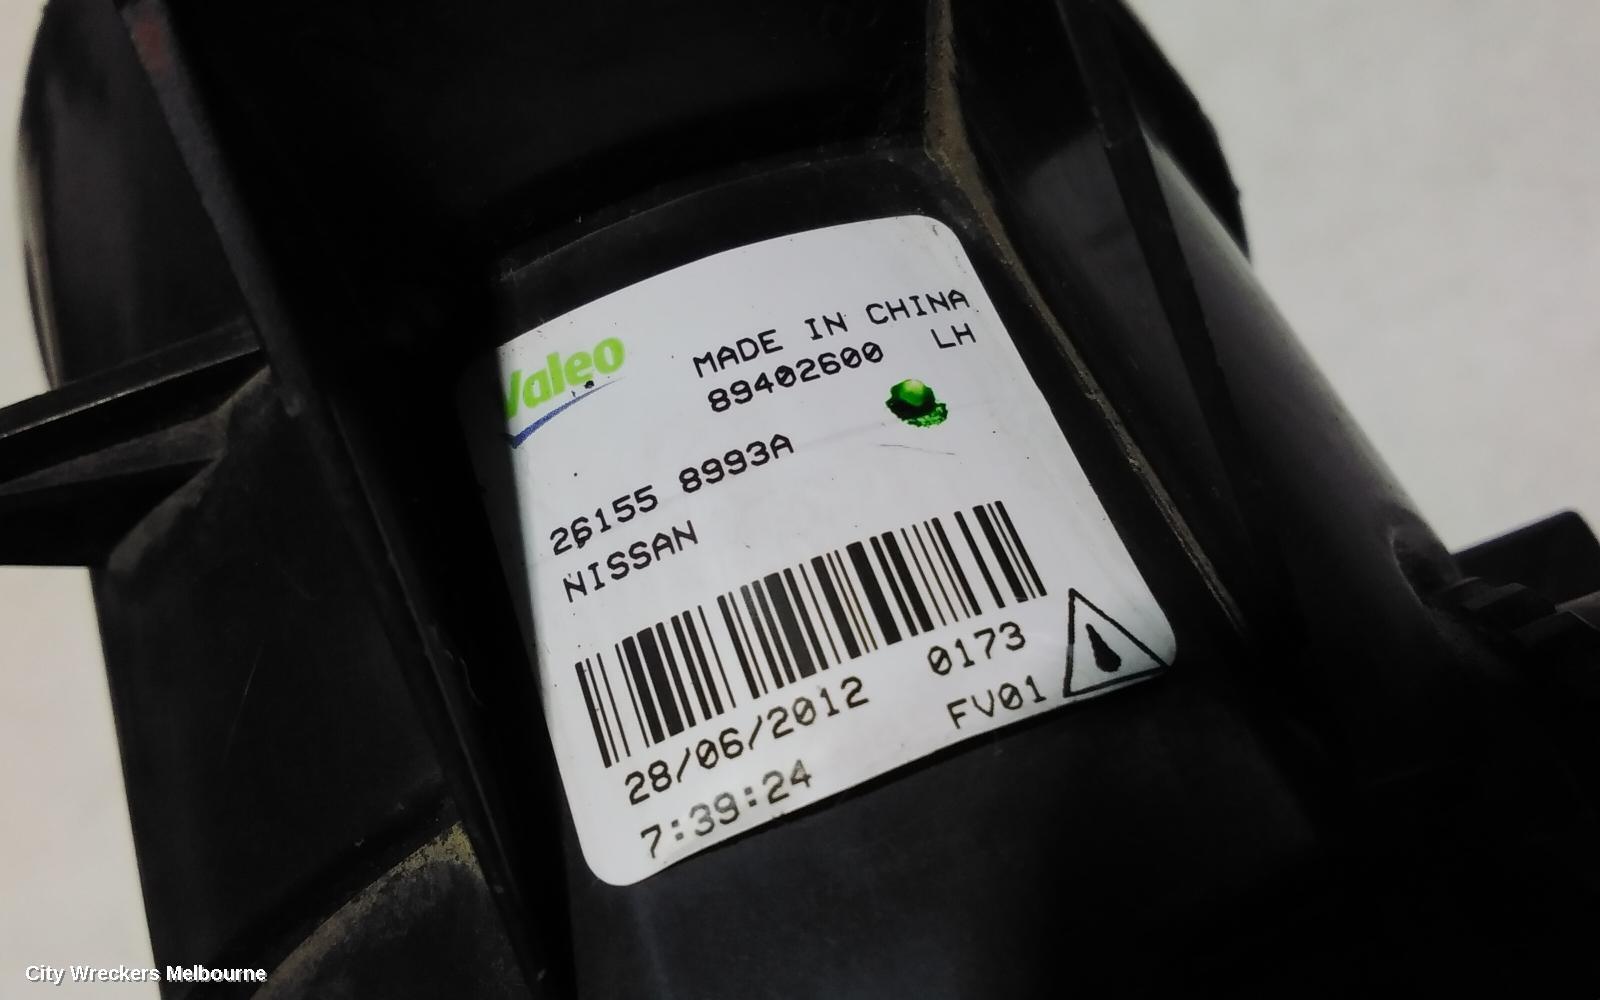 Valeo
MADE IN CHINA
89402600 LH
26155 8993A
NISSAN
28/06/2012 0173
7:39:24 FV01
City Wreckers Melbourne